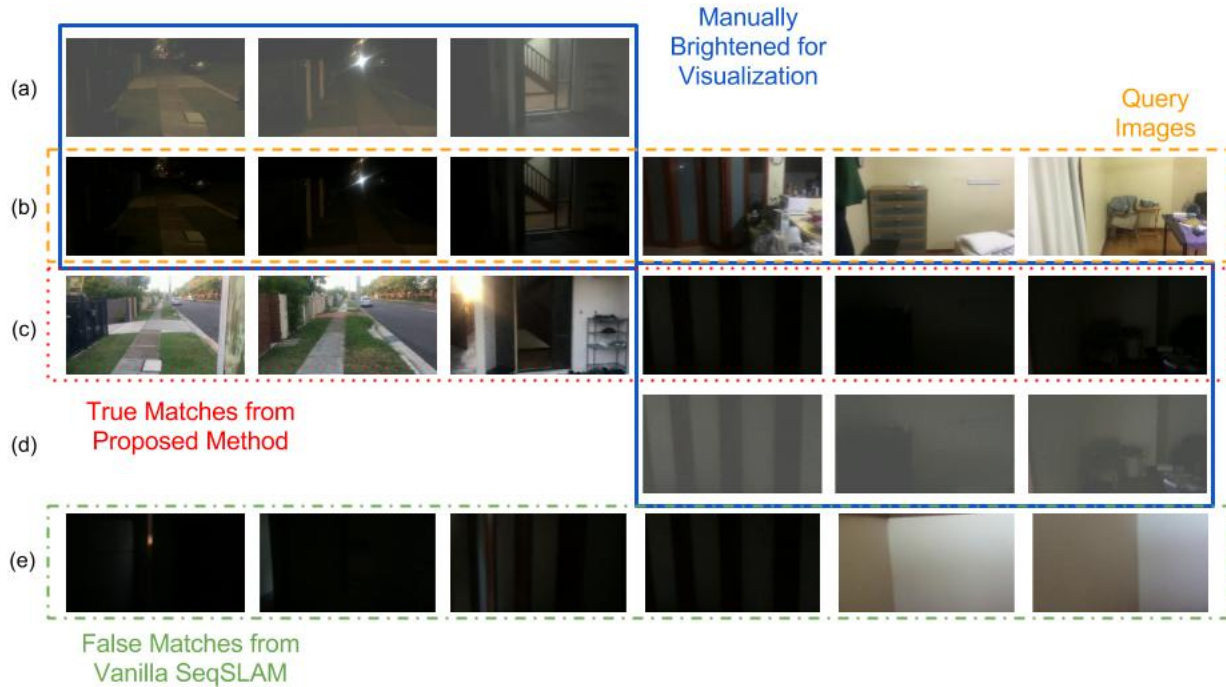 Manually
Brightened for
Visualization
(a)
Query
Images
(b)
(c)
True Matches from
Proposed Method
(d)
(e)
False Matches from
Vanilla SeqSLAM